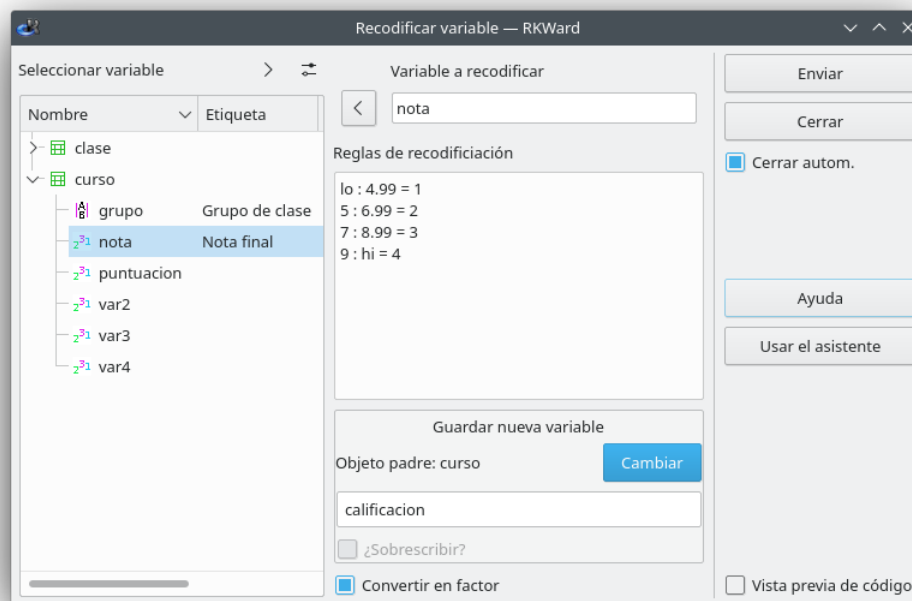 Recodificar variable — RKWard
Seleccionar variable
Nombre
Etiqueta
clase
curso
grupo
Grupo de clase
nota
Nota final
puntuacion
var2
var3
var4
Variable a recodificar
nota
Reglas de recodificiación
lo : 4.99 = 1
5 : 6.99 = 2
7 : 8.99 = 3
9 : hi = 4
Guardar nueva variable
Objeto padre: curso
Cambiar
calificacion
¿Sobrescribir?
Convertir en factor
Enviar
Cerrar
Cerrar autom.
Ayuda
Usar el asistente
Vista previa de código